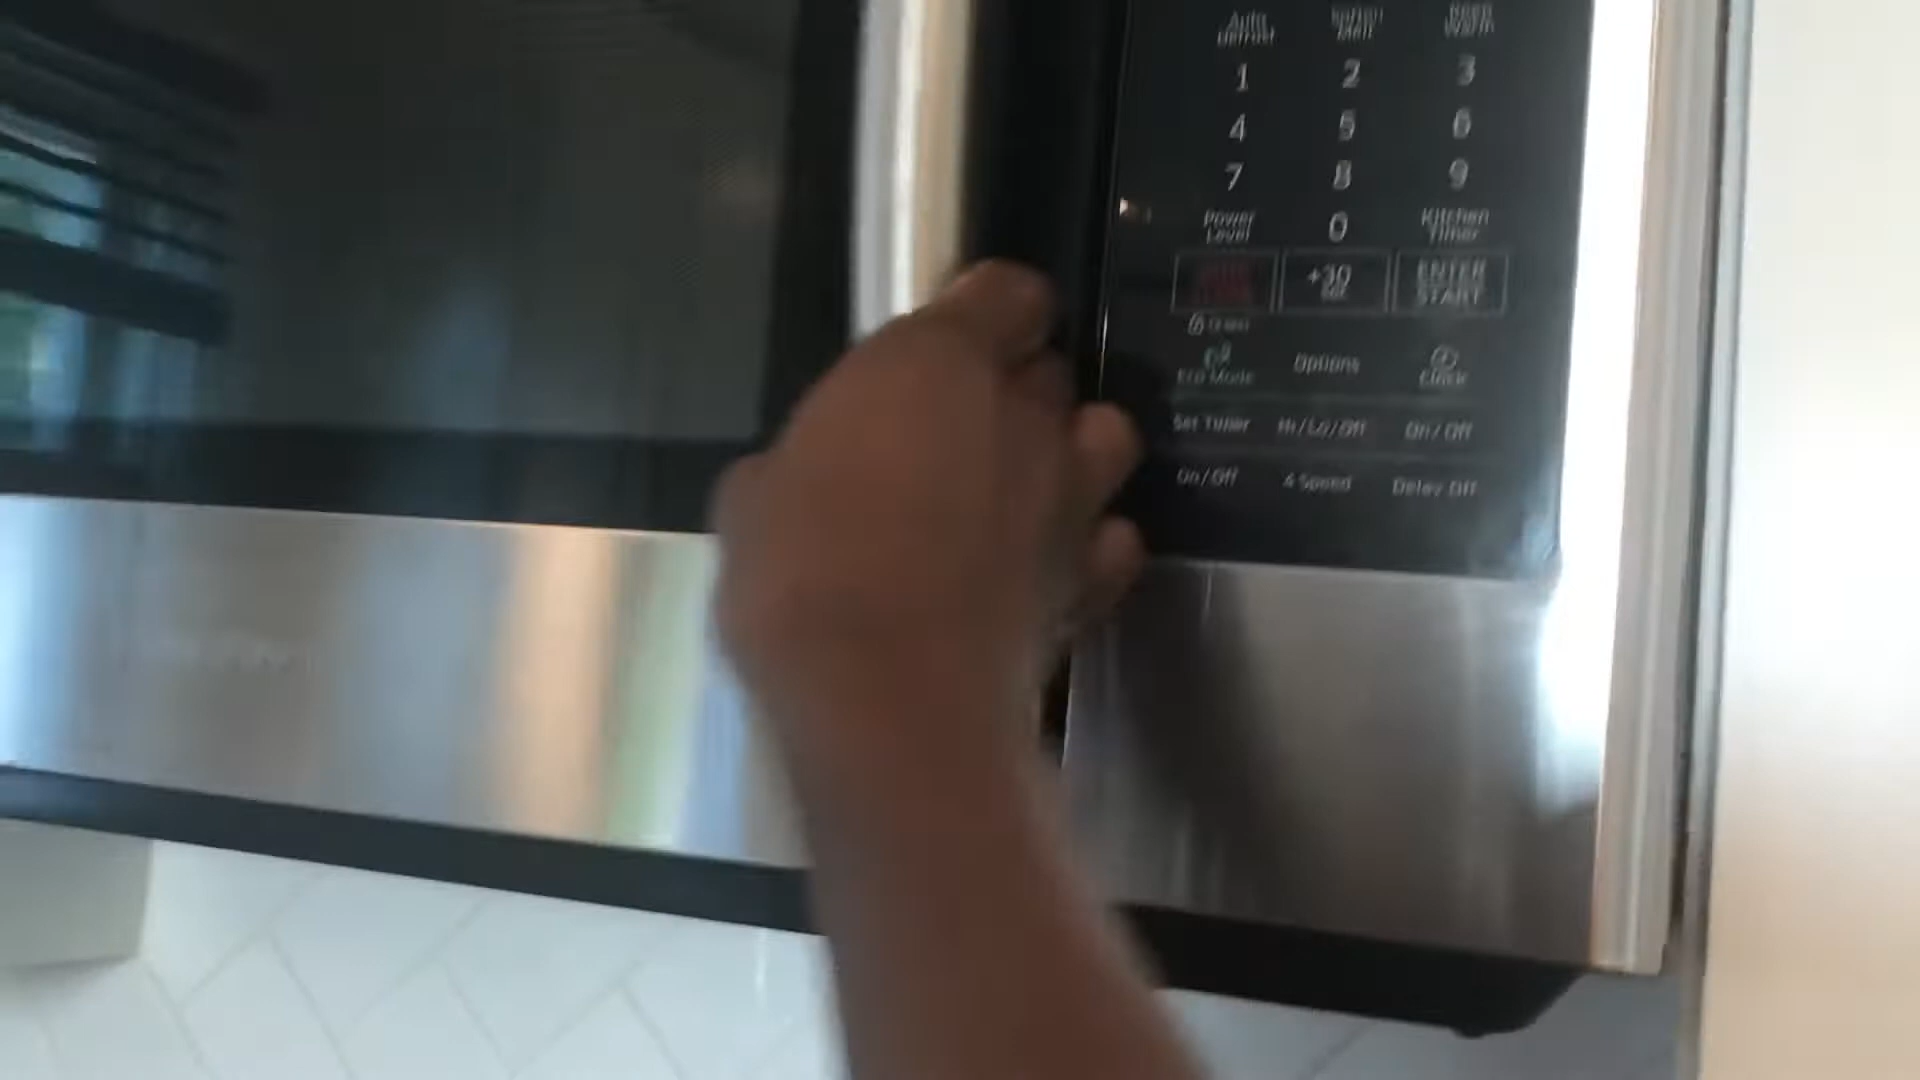 Auto Defrost
Keep Warm
1 2 3
4 5 6
7 8 9
Power Level 0 Kitchen Timer
+30 sec ENTER START
Eco Mode Options Clock
Set Timer Hi/Lo/Off On/Off
On/Off 4 Speed Delay Off